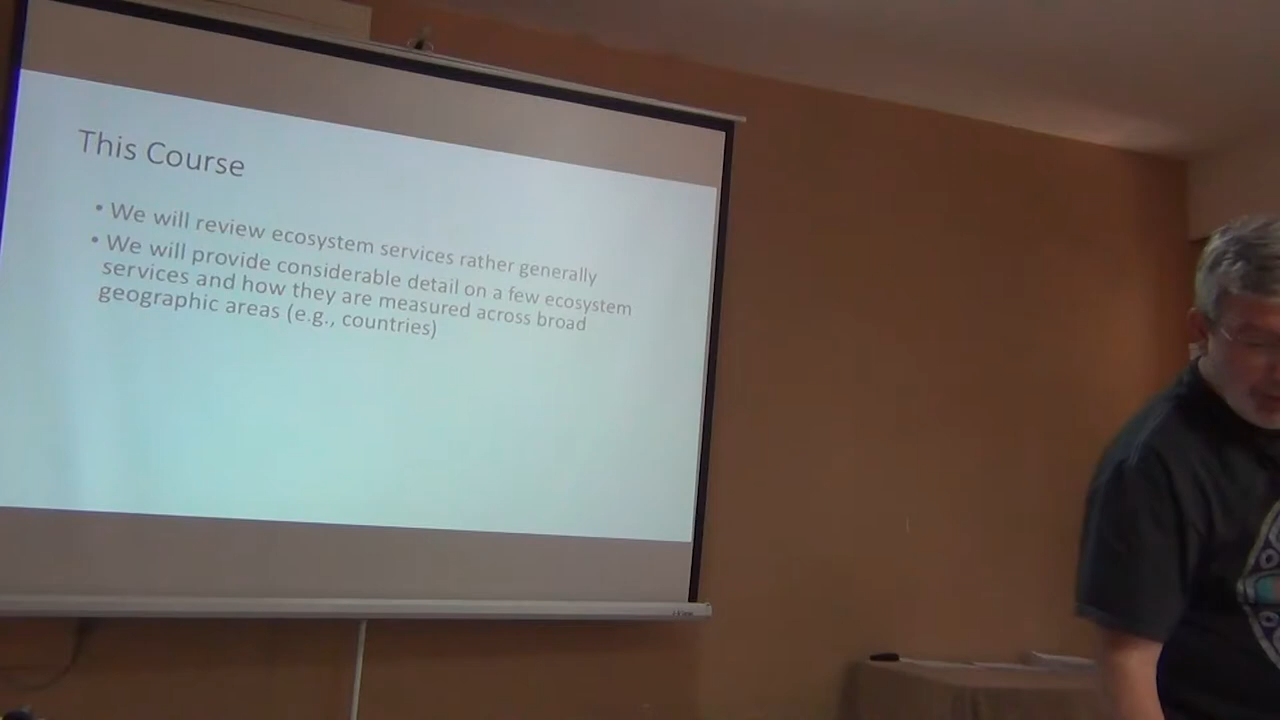 This Course
• We will review ecosystem services rather generally
• We will provide considerable detail on a few ecosystem
services and how they are measured across broad
geographic areas (e.g., countries)